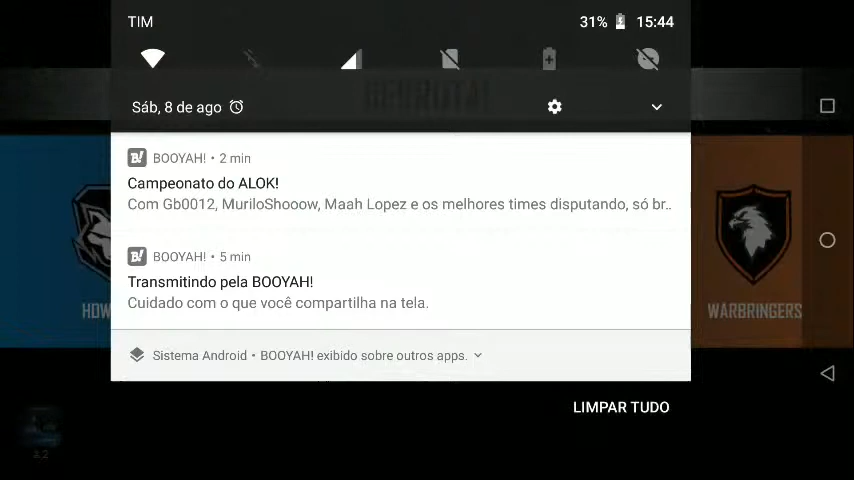 TIM 31% 15:44
DERROTA!
Sáb, 8 de ago
B! BOOYAH! • 2 min
Campeonato do ALOK!
Com Gb0012, MuriloShooow, Maah Lopez e os melhores times disputando, só br..
B! BOOYAH! • 5 min
Transmitindo pela BOOYAH!
Cuidado com o que você compartilha na tela.
HOW
WARBRINGERS
Sistema Android • BOOYAH! exibido sobre outros apps.
LIMPAR TUDO